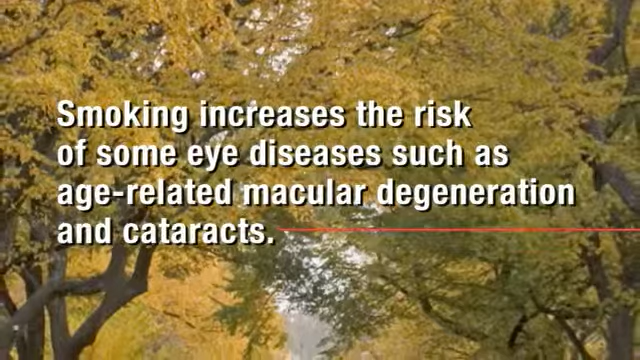 Smoking increases the risk
of some eye diseases such as
age-related macular degeneration
and cataracts.